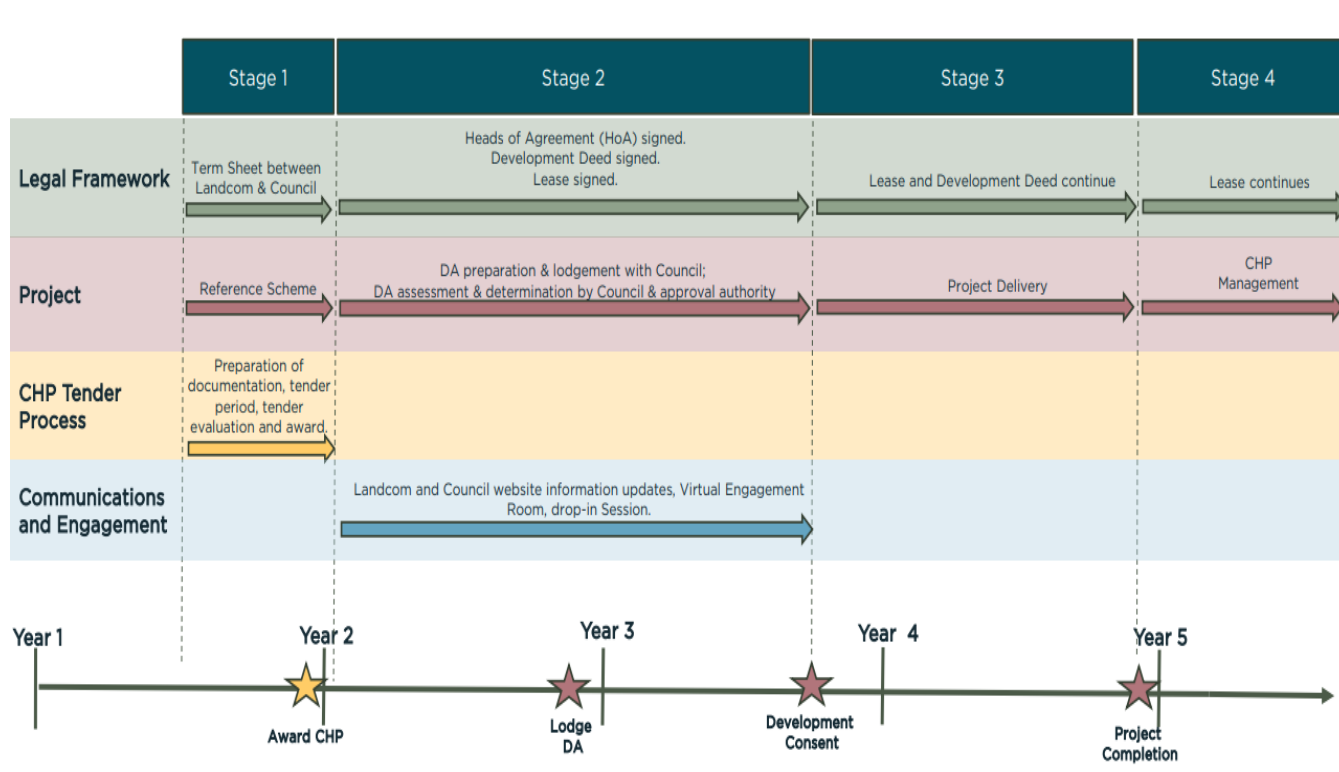 Stage 1
Stage 2
Stage 3
Stage 4
Legal Framework
Term Sheet between
Landcom & Council
Heads of Agreement (HoA) signed.
Development Deed signed.
Lease signed.
Lease and Development Deed continue
Lease continues
Project
Reference Scheme
DA preparation & lodgement with Council;
DA assessment & determination by Council & approval authority
Project Delivery
CHP
Management
CHP Tender
Process
Preparation of
documentation, tender
period, tender
evaluation and award.
Communications
and Engagement
Landcom and Council website information updates, Virtual Engagement
Room, drop-in Session.
Year 1
Year 2
Year 3
Year 4
Year 5
Award CHP
Lodge
DA
Development
Consent
Project
Completion